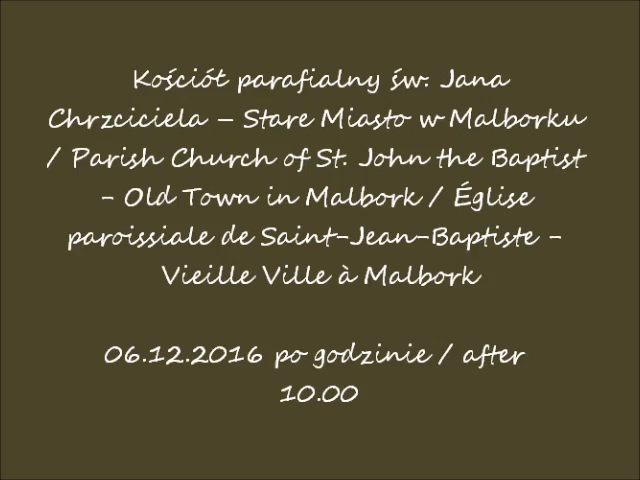 Kościół parafialny św. Jana
Chrzciciela – Stare Miasto w Malborku
/ Parish Church of St. John the Baptist
- Old Town in Malbork / Église
paroissiale de Saint-Jean-Baptiste -
Vieille Ville à Malbork
06.12.2016 po godzinie / after
10.00